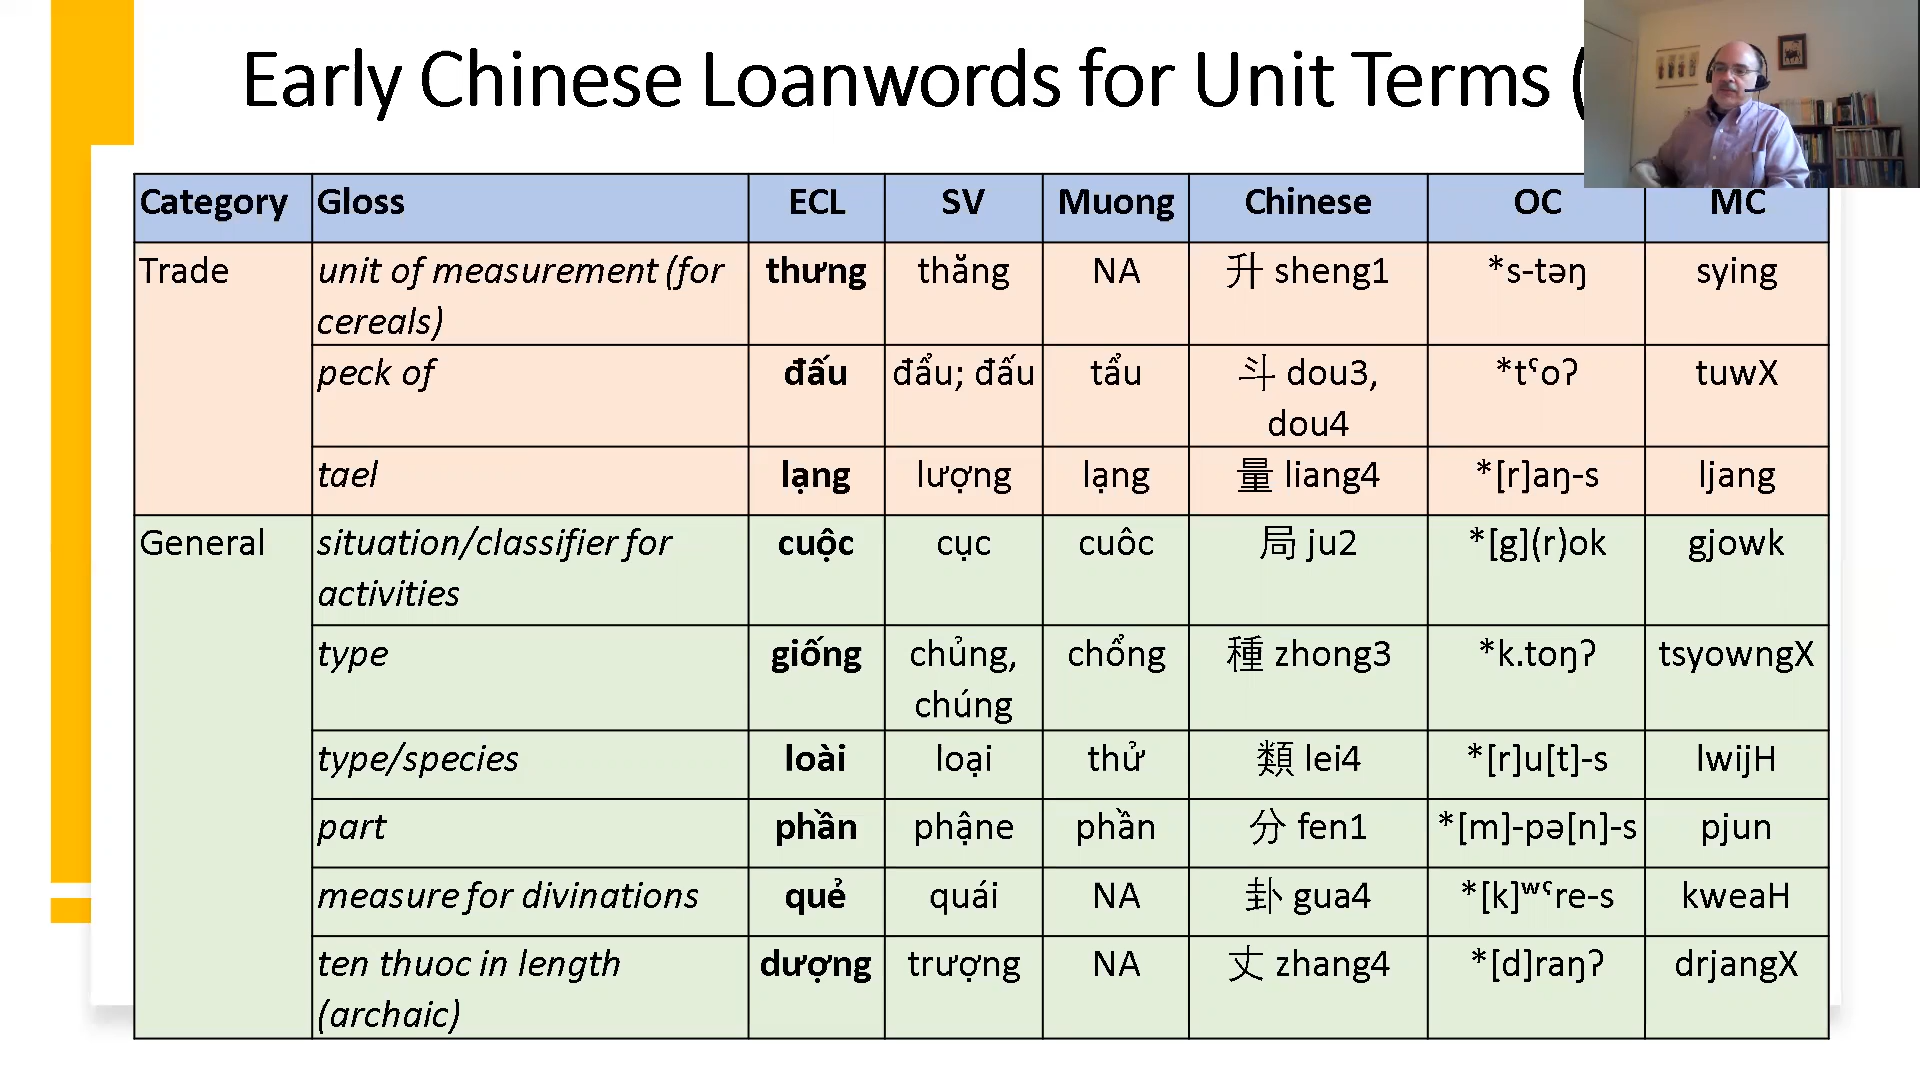 Early Chinese Loanwords for Unit Terms (
Category Gloss ECL SV Muong Chinese OC MC
Trade unit of measurement (for thưng thăng NA 升 sheng1 *s-təŋ sying
cereals)
peck of đấu đẩu; đấu tẩu 斗 dou3, *tˤoʔ tuwX
dou4
tael lạng lượng lạng 量 liang4 *[r]aŋ-s ljang
General situation/classifier for cuộc cục cuôc 局 ju2 *[g](r)ok gjowk
activities
type giống chủng, chổng 種 zhong3 *k.toŋʔ tsyowngX
chúng
type/species loài loại thử 類 lei4 *[r]u[t]-s lwijH
part phần phậne phần 分 fen1 *[m]-pə[n]-s pjun
measure for divinations quẻ quái NA 卦 gua4 *[k]ʷˤre-s kweaH
ten thuoc in length dượng trượng NA 丈 zhang4 *[d]raŋʔ drjangX
(archaic)